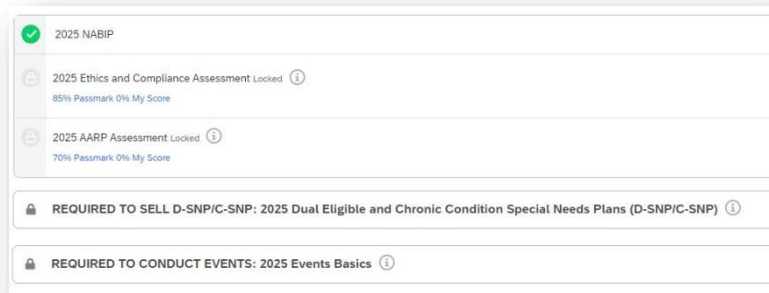 2025 NABIP
2025 Ethics and Compliance Assessment Locked
85% Passmark 0% My Score
2025 AARP Assessment Locked
70% Passmark 0% My Score
REQUIRED TO SELL D-SNP/C-SNP: 2025 Dual Eligible and Chronic Condition Special Needs Plans (D-SNP/C-SNP)
REQUIRED TO CONDUCT EVENTS: 2025 Events Basics